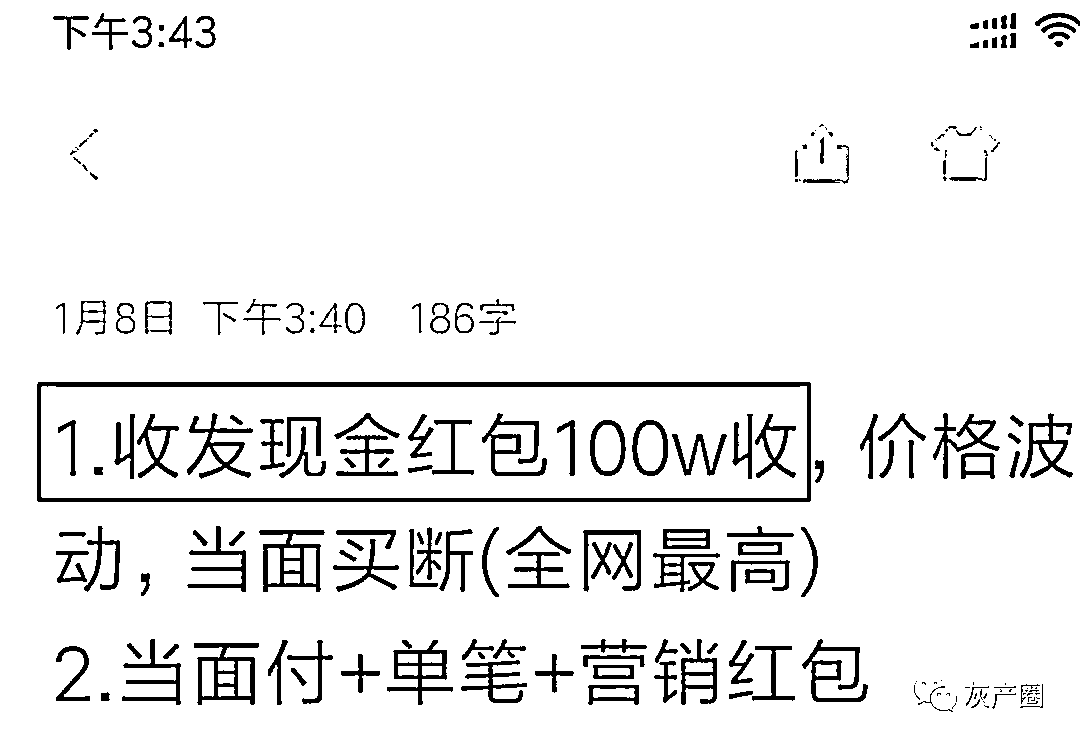 下午3:43
1月8日 下午3:40 186字
1.收发现金红包100w收，价格波
动，当面买断(全网最高)
2.当面付+单笔+营销红包
灰产圈